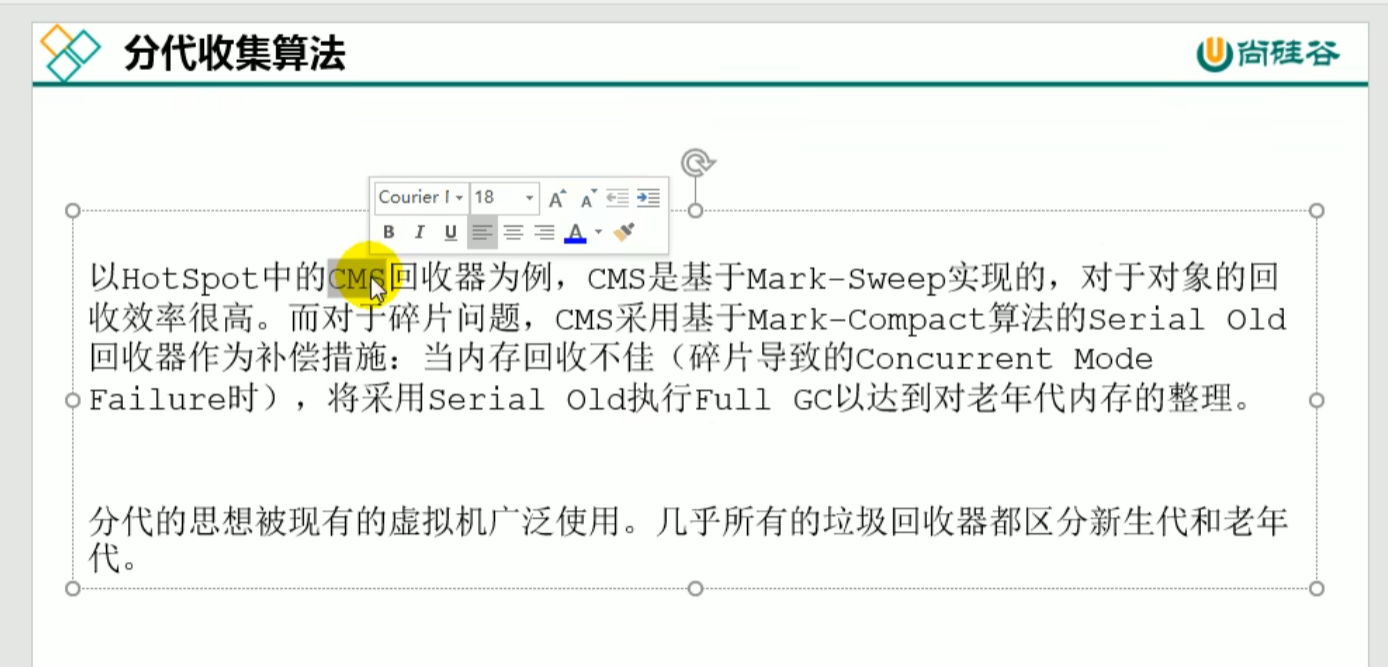 分代收集算法
尚硅谷
Courier
18
B I U A
以HotSpot中的CMS回收器为例，CMS是基于Mark-Sweep实现的，对于对象的回
收效率很高。而对于碎片问题，CMS采用基于Mark-Compact算法的Serial Old
回收器作为补偿措施：当内存回收不佳（碎片导致的Concurrent Mode
Failure时），将采用Serial Old执行Full GC以达到对老年代内存的整理。
分代的思想被现有的虚拟机广泛使用。几乎所有的垃圾回收器都区分新生代和老年
代。